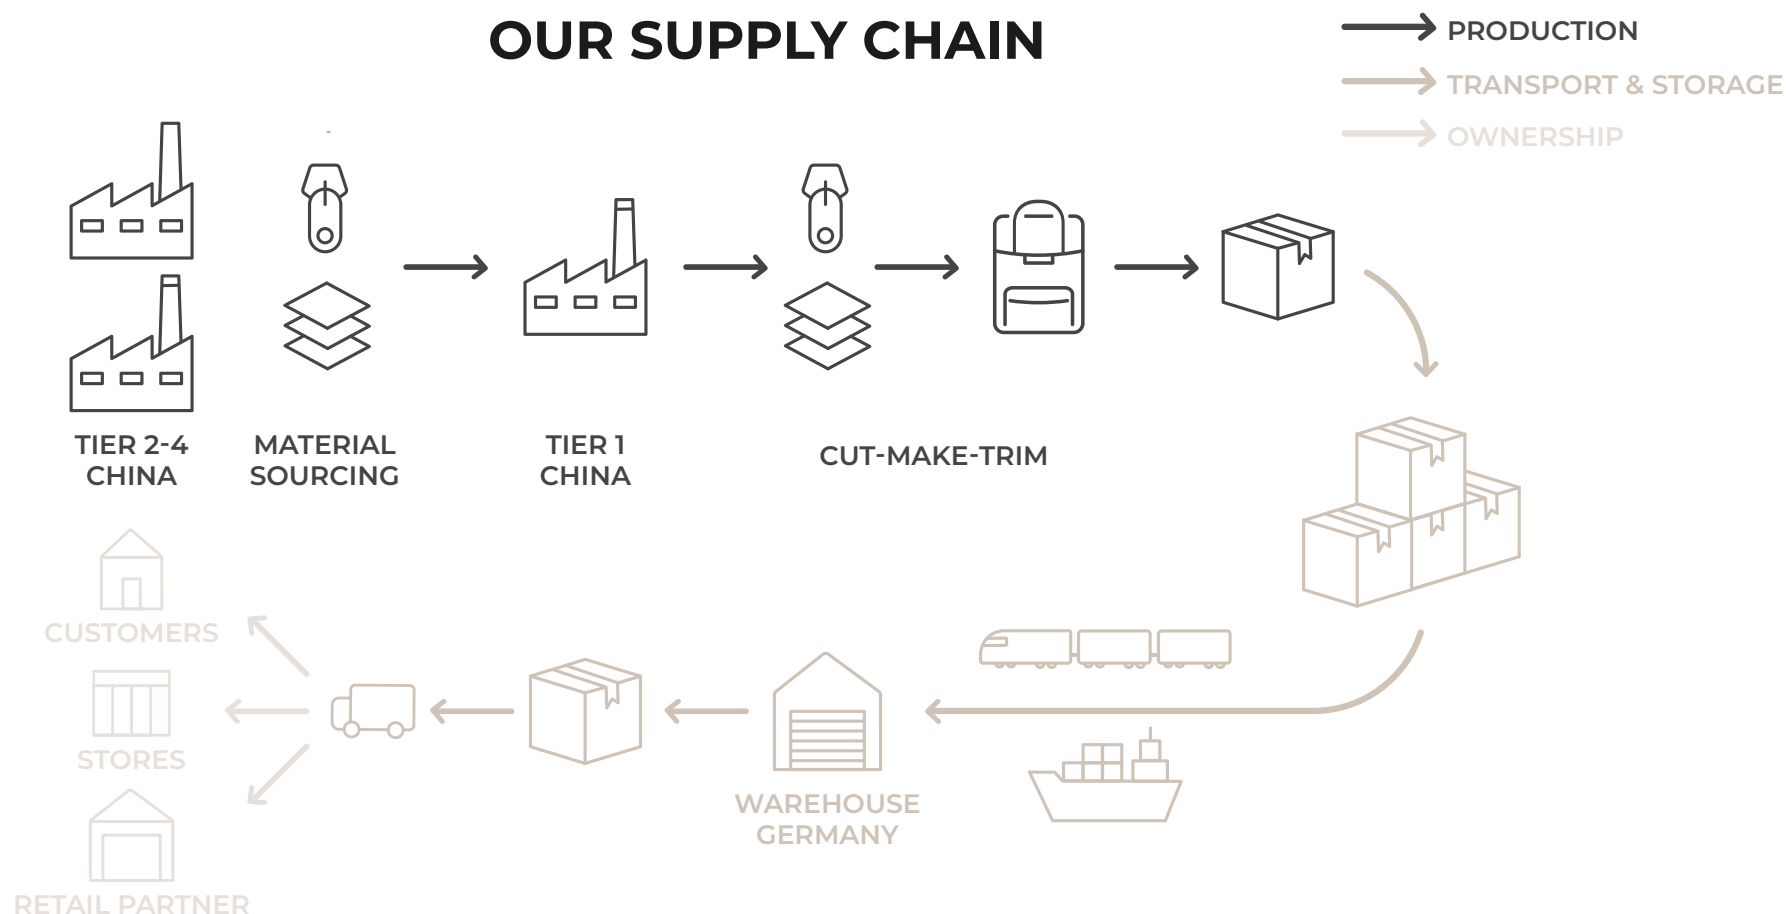 OUR SUPPLY CHAIN
PRODUCTION
TRANSPORT & STORAGE
OWNERSHIP
TIER 2-4
CHINA
MATERIAL
SOURCING
TIER 1
CHINA
CUT-MAKE-TRIM
CUSTOMERS
STORES
RETAIL PARTNER
WAREHOUSE
GERMANY